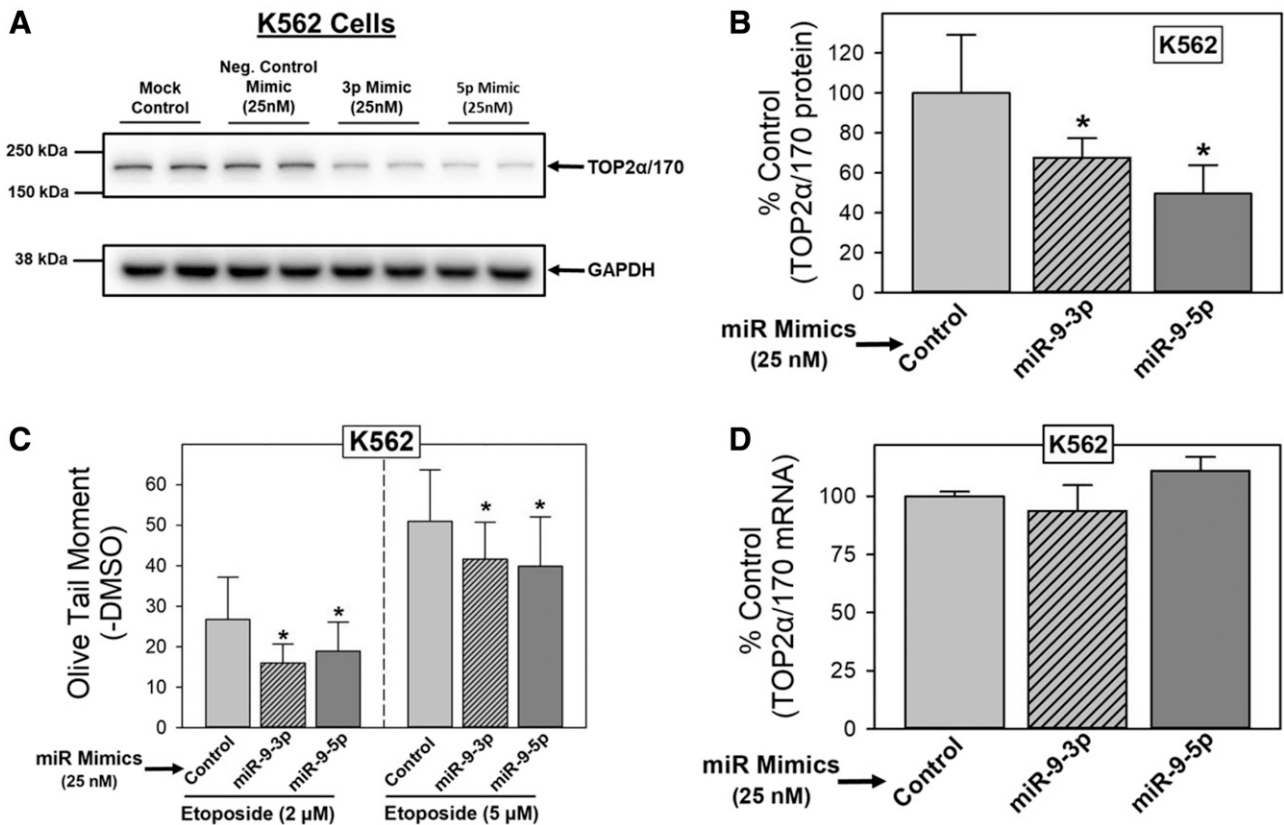 A
K562 Cells
Mock
Control
Neg. Control
Mimic
(25nM)
3p Mimic
(25nM)
5p Mimic
(25nM)
250 kDa
150 kDa
TOP2α/170
38 kDa
GAPDH
B
K562
% Control
(TOP2α/170 protein)
120
100
80
60
40
20
0
*
*
miR Mimics
(25 nM)
Control
miR-9-3p
miR-9-5p
C
K562
Olive Tail Moment
(-DMSO)
60
50
40
30
20
10
0
*
*
*
*
miR Mimics
(25 nM)
Control
miR-9-3p
miR-9-5p
Control
miR-9-3p
miR-9-5p
Etoposide (2 µM)
Etoposide (5 µM)
D
K562
% Control
(TOP2α/170 mRNA)
100
75
50
25
0
miR Mimics
(25 nM)
Control
miR-9-3p
miR-9-5p